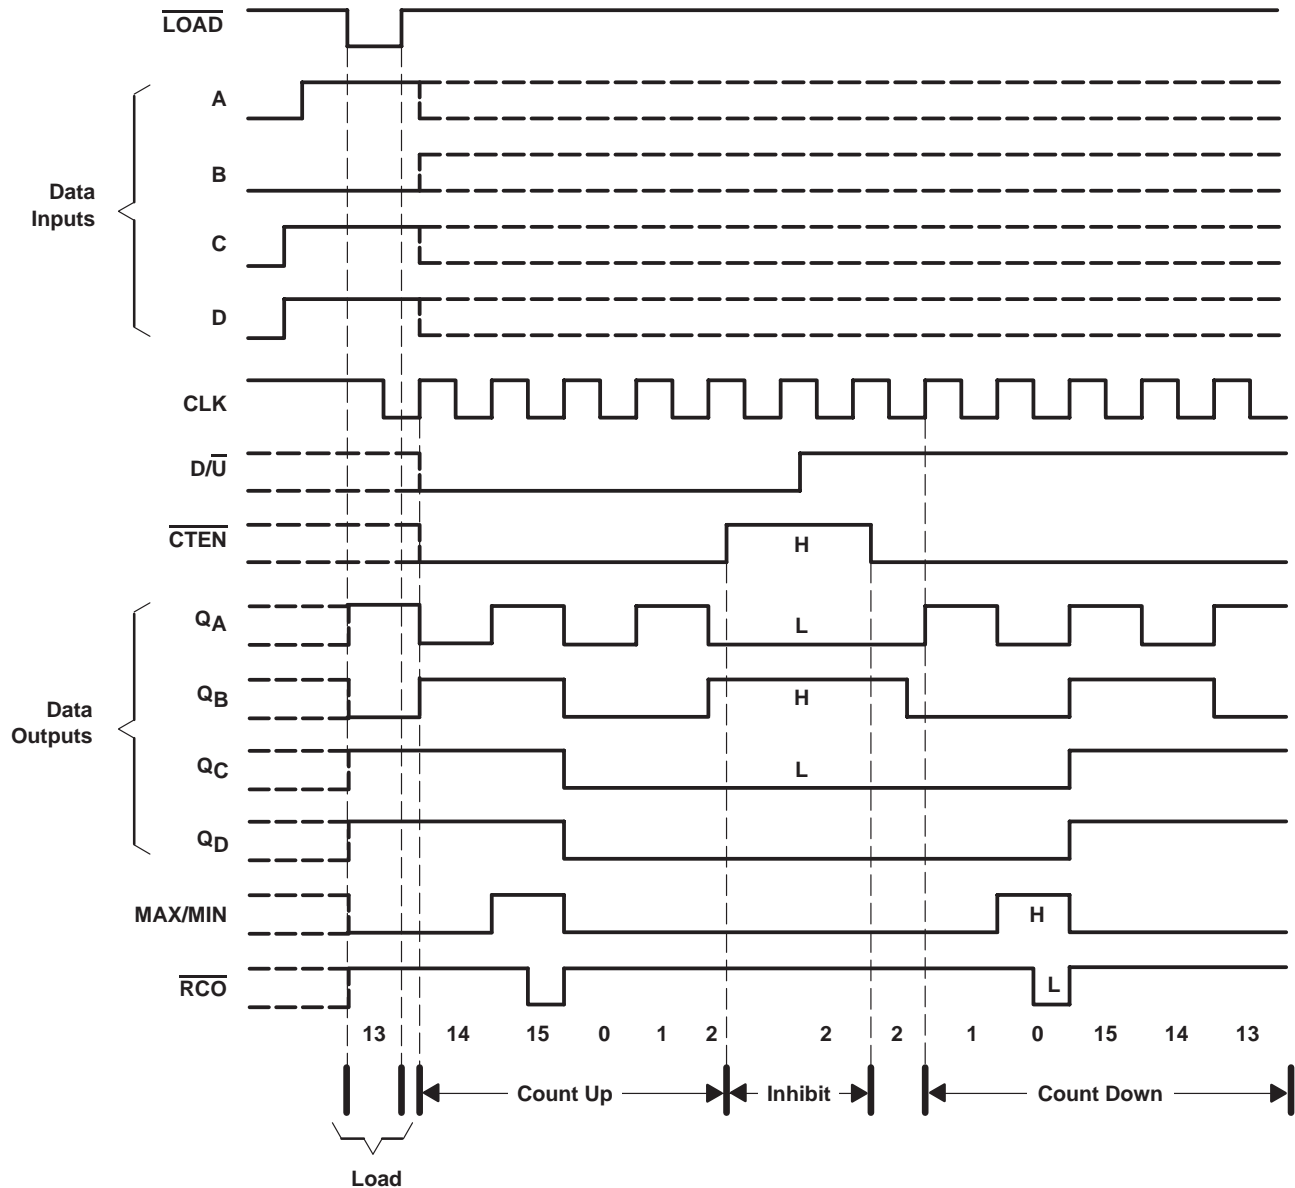 LOAD
A
B
C
D
Data
Inputs
CLK
D/U
CTEN
H
QA
L
QB
H
Data
Outputs
QC
L
QD
MAX/MIN
H
RCO
L
13 14 15 0 1 2 2 2 1 0 15 14 13
Count Up Inhibit Count Down
Load